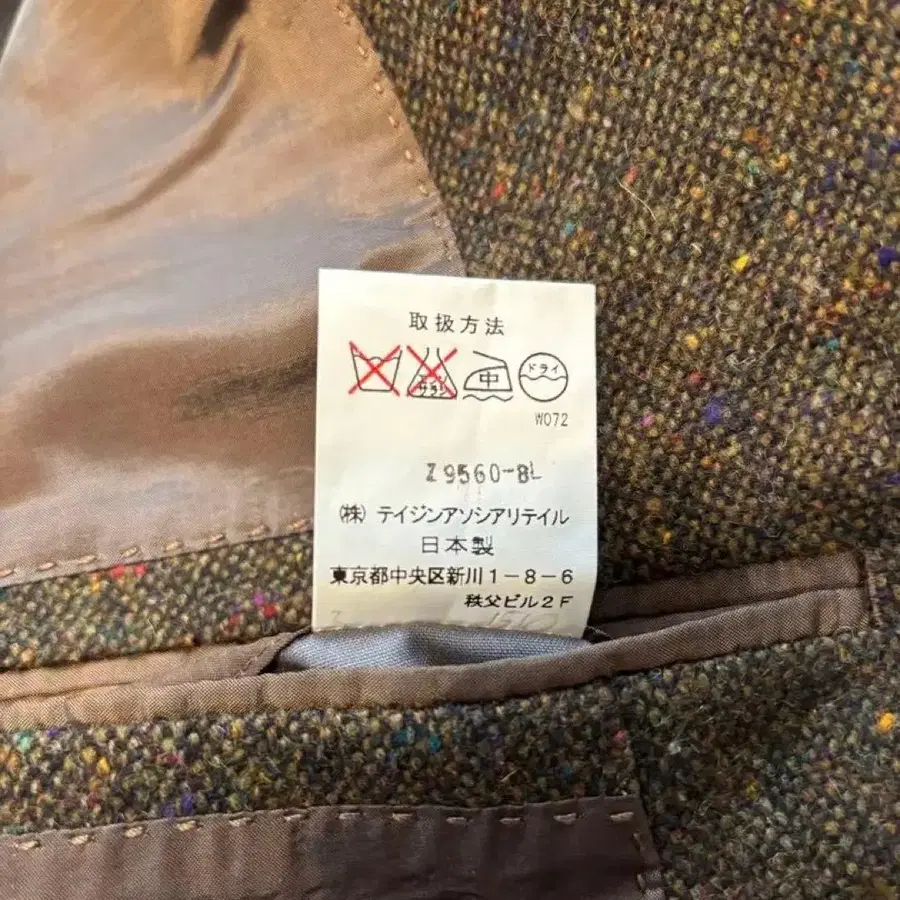 取扱方法
中 ドライ
W072
Z9560-8L
(株) テイジンアソシアリテイル
日本製
東京都中央区新川1-8-6
秩父ビル2F